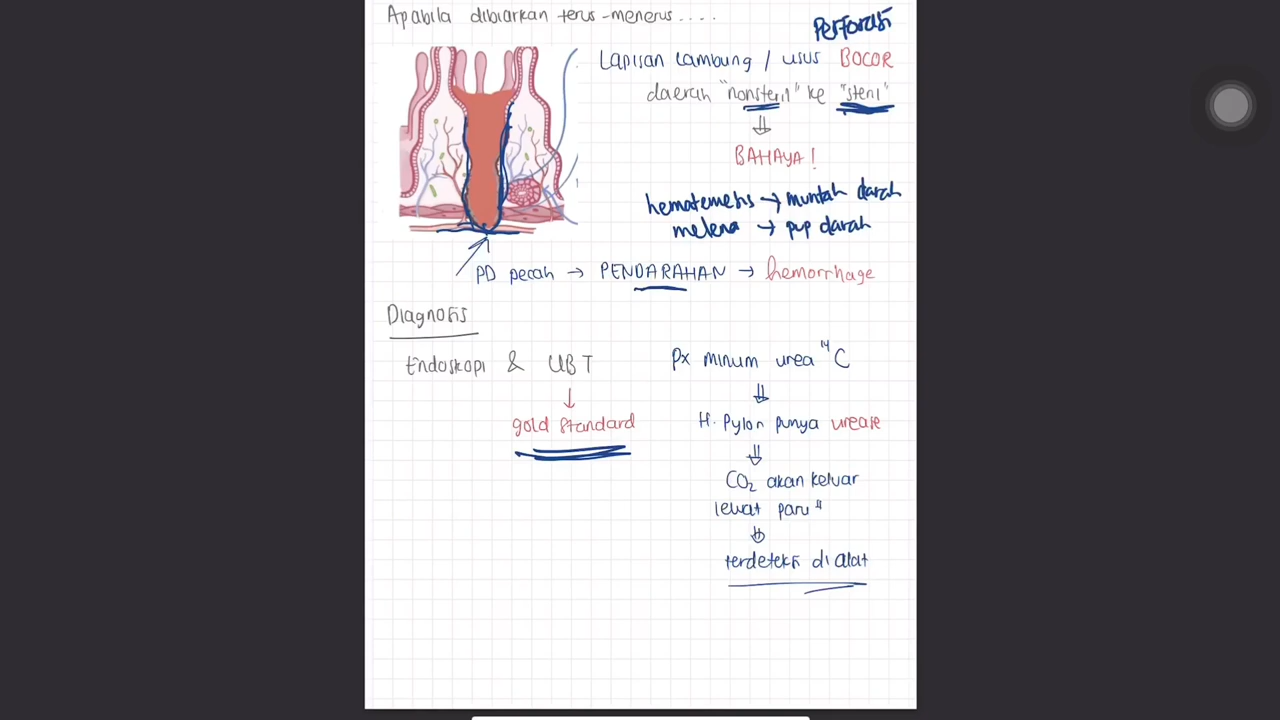 Apabila dibiarkan terus-menerus....
Perforasi
Lapisan Lambung / usus BOCOR
daerah "nonsteril" ke "steril"
⇓
BAHAYA!
hematemesis → muntah darah
melena → pup darah
PD pecah → PENDARAHAN → hemorrhage
Diagnosis
Endoskopi & UBT
↓
gold standard
Px minum urea ¹⁴C
⇓
H. Pylori punya urease
⇓
CO₂ akan keluar
lewat paru"
⇓
terdeteksi di alat